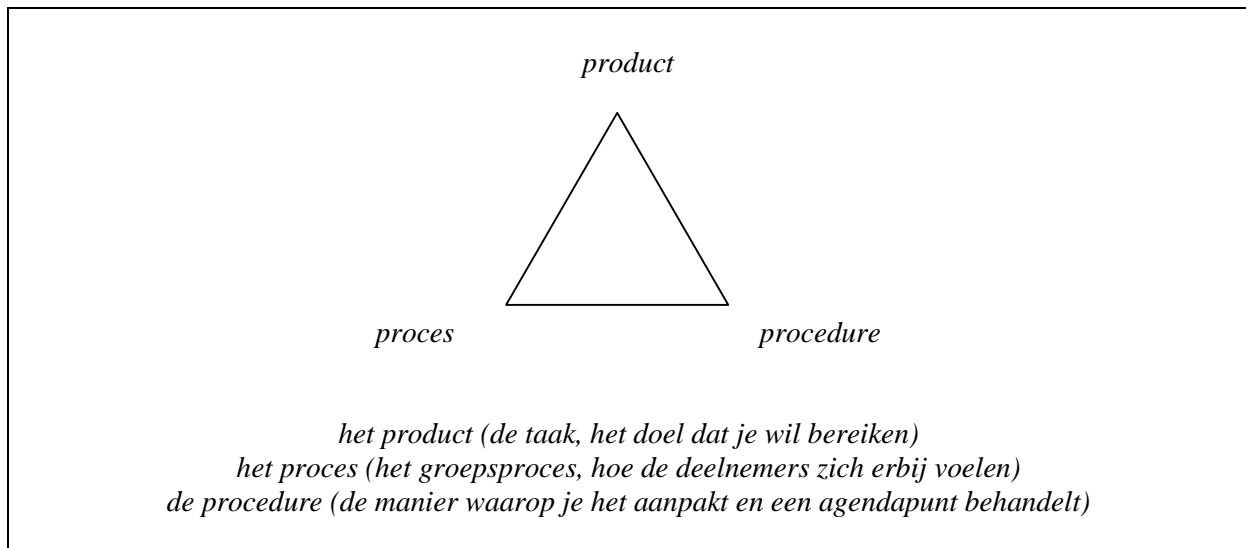 product
proces
procedure
het product (de taak, het doel dat je wil bereiken)
het proces (het groepsproces, hoe de deelnemers zich erbij voelen)
de procedure (de manier waarop je het aanpakt en een agendapunt behandelt)